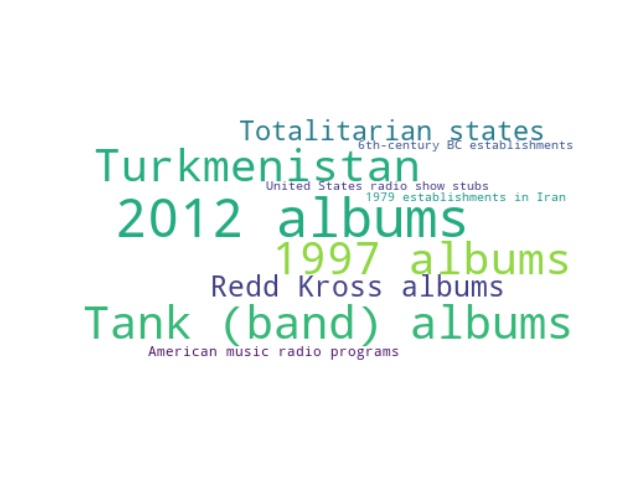 Totalitarian states
6th-century BC establishments
Turkmenistan
United States radio show stubs
1979 establishments in Iran
2012 albums
1997 albums
Redd Kross albums
Tank (band) albums
American music radio programs